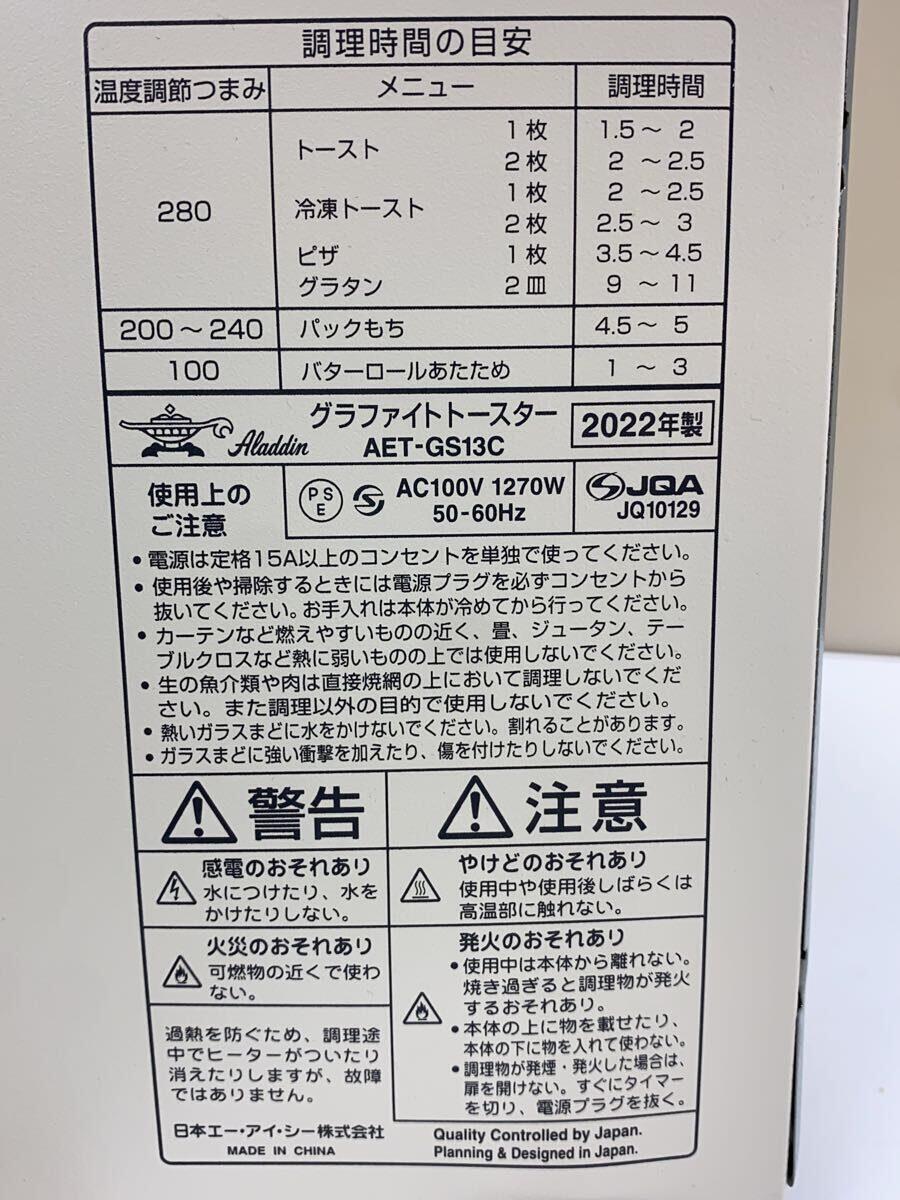 調理時間の目安
温度調節つまみ メニュー 調理時間
280
トースト 1枚 1.5～ 2
2枚 2 ～2.5
冷凍トースト 1枚 2 ～2.5
2枚 2.5～ 3
ピザ 1枚 3.5～4.5
グラタン 2皿 9 ～ 11
200～240 パックもち 4.5～ 5
100 バターロールあたため 1 ～ 3
Aladdin
グラファイトトースター
AET-GS13C
2022年製
使用上の
ご注意
PSE
AC100V 1270W
50-60Hz
JQA
JQ10129
・電源は定格15A以上のコンセントを単独で使ってください。
・使用後や掃除するときには電源プラグを必ずコンセントから
抜いてください。お手入れは本体が冷めてから行ってください。
・カーテンなど燃えやすいものの近く、畳、ジュータン、テー
ブルクロスなど熱に弱いものの上では使用しないでください。
・生の魚介類や肉は直接焼網の上において調理しないでくだ
さい。また調理以外の目的で使用しないでください。
・熱いガラスまどに水をかけないでください。割れることがあります。
・ガラスまどに強い衝撃を加えたり、傷を付けたりしないでください。
警告
感電のおそれあり
水につけたり、水を
かけたりしない。
火災のおそれあり
可燃物の近くで使わ
ない。
過熱を防ぐため、調理途
中でヒーターがついたり
消えたりしますが、故障
ではありません。
注意
やけどのおそれあり
使用中や使用後しばらくは
高温部に触れない。
発火のおそれあり
・使用中は本体から離れない。
焼き過ぎると調理物が発火
するおそれあり。
・本体の上に物を載せたり、
本体の下に物を入れて使わない。
・調理物が発煙・発火した場合は、
扉を開けない。すぐにタイマー
を切り、電源プラグを抜く。
日本エー・アイ・シー株式会社
MADE IN CHINA
Quality Controlled by Japan.
Planning & Designed in Japan.